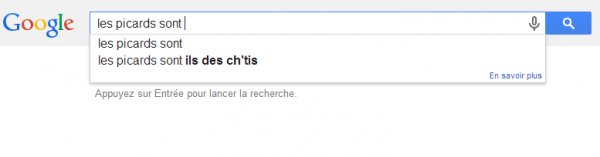 Google
les picards sont
les picards sont
les picards sont ils des ch'tis
En savoir plus
Appuyez sur Entrée pour lancer la recherche.